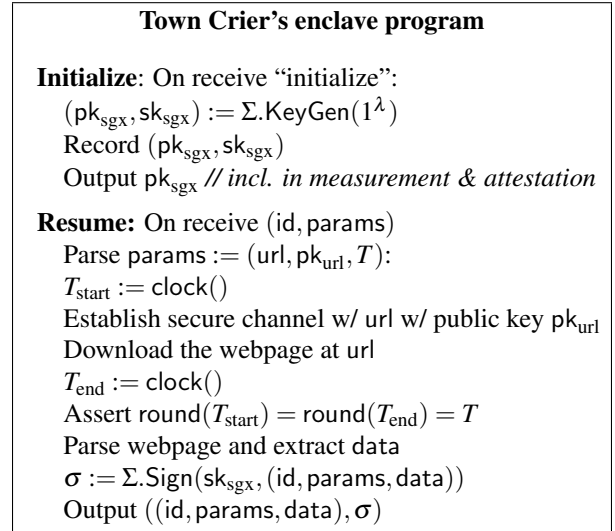 Town Crier's enclave program
Initialize: On receive “initialize”:
(pk_sgx, sk_sgx) := Σ.KeyGen(1^λ)
Record (pk_sgx, sk_sgx)
Output pk_sgx // incl. in measurement & attestation
Resume: On receive (id, params)
Parse params := (url, pk_url, T):
T_start := clock()
Establish secure channel w/ url w/ public key pk_url
Download the webpage at url
T_end := clock()
Assert round(T_start) = round(T_end) = T
Parse webpage and extract data
σ := Σ.Sign(sk_sgx, (id, params, data))
Output ((id, params, data), σ)